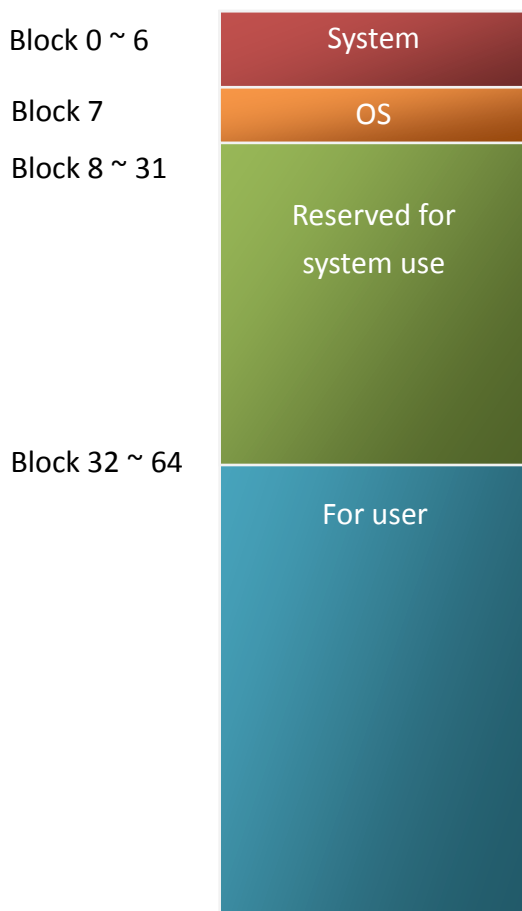 Block 0 ~ 6
System
Block 7
OS
Block 8 ~ 31
Reserved for
system use
Block 32 ~ 64
For user